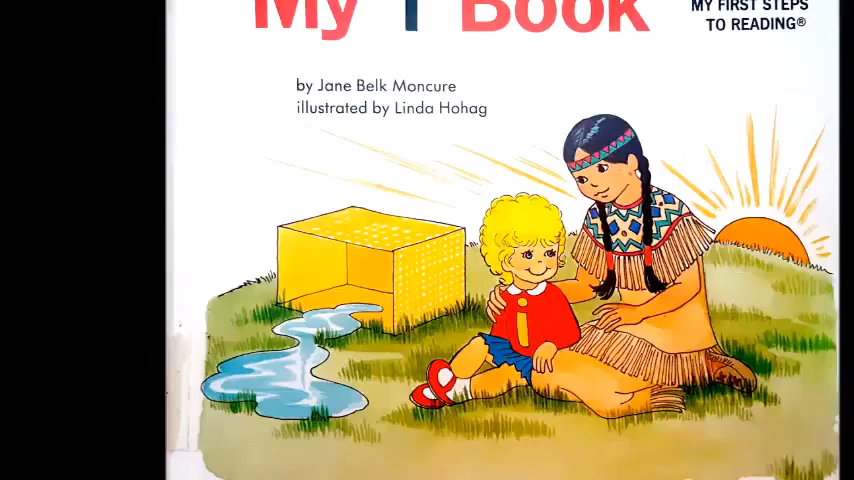 My Book
MY FIRST STEPS
TO READING®
by Jane Belk Moncure
illustrated by Linda Hohag
i